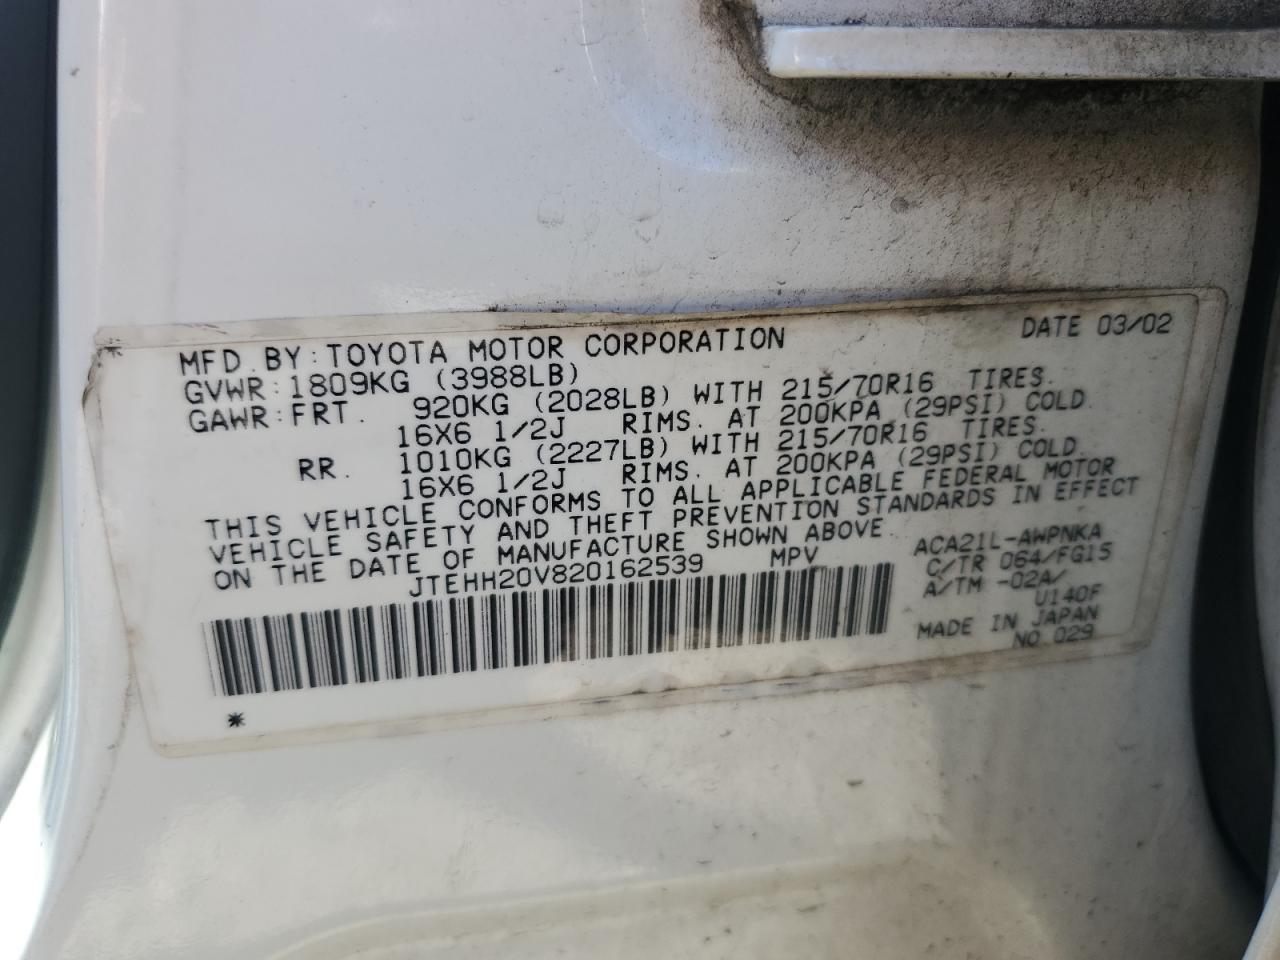 DATE 03/02
MFD. BY: TOYOTA MOTOR CORPORATION
GVWR: 1809KG (3988LB)
GAWR: FRT. 920KG (2028LB) WITH 215/70R16 TIRES.
16X6 1/2J RIMS. AT 200KPA (29PSI) COLD.
RR. 1010KG (2227LB) WITH 215/70R16 TIRES.
16X6 1/2J RIMS. AT 200KPA (29PSI) COLD.
THIS VEHICLE CONFORMS TO ALL APPLICABLE FEDERAL MOTOR
VEHICLE SAFETY AND THEFT PREVENTION STANDARDS IN EFFECT
ON THE DATE OF MANUFACTURE SHOWN ABOVE.
JTEHH20V820162539 MPV
ACA21L-AWPNKA
C/TR 064/FG15
A/TM -02A/
U140F
MADE IN JAPAN
NO 029
*